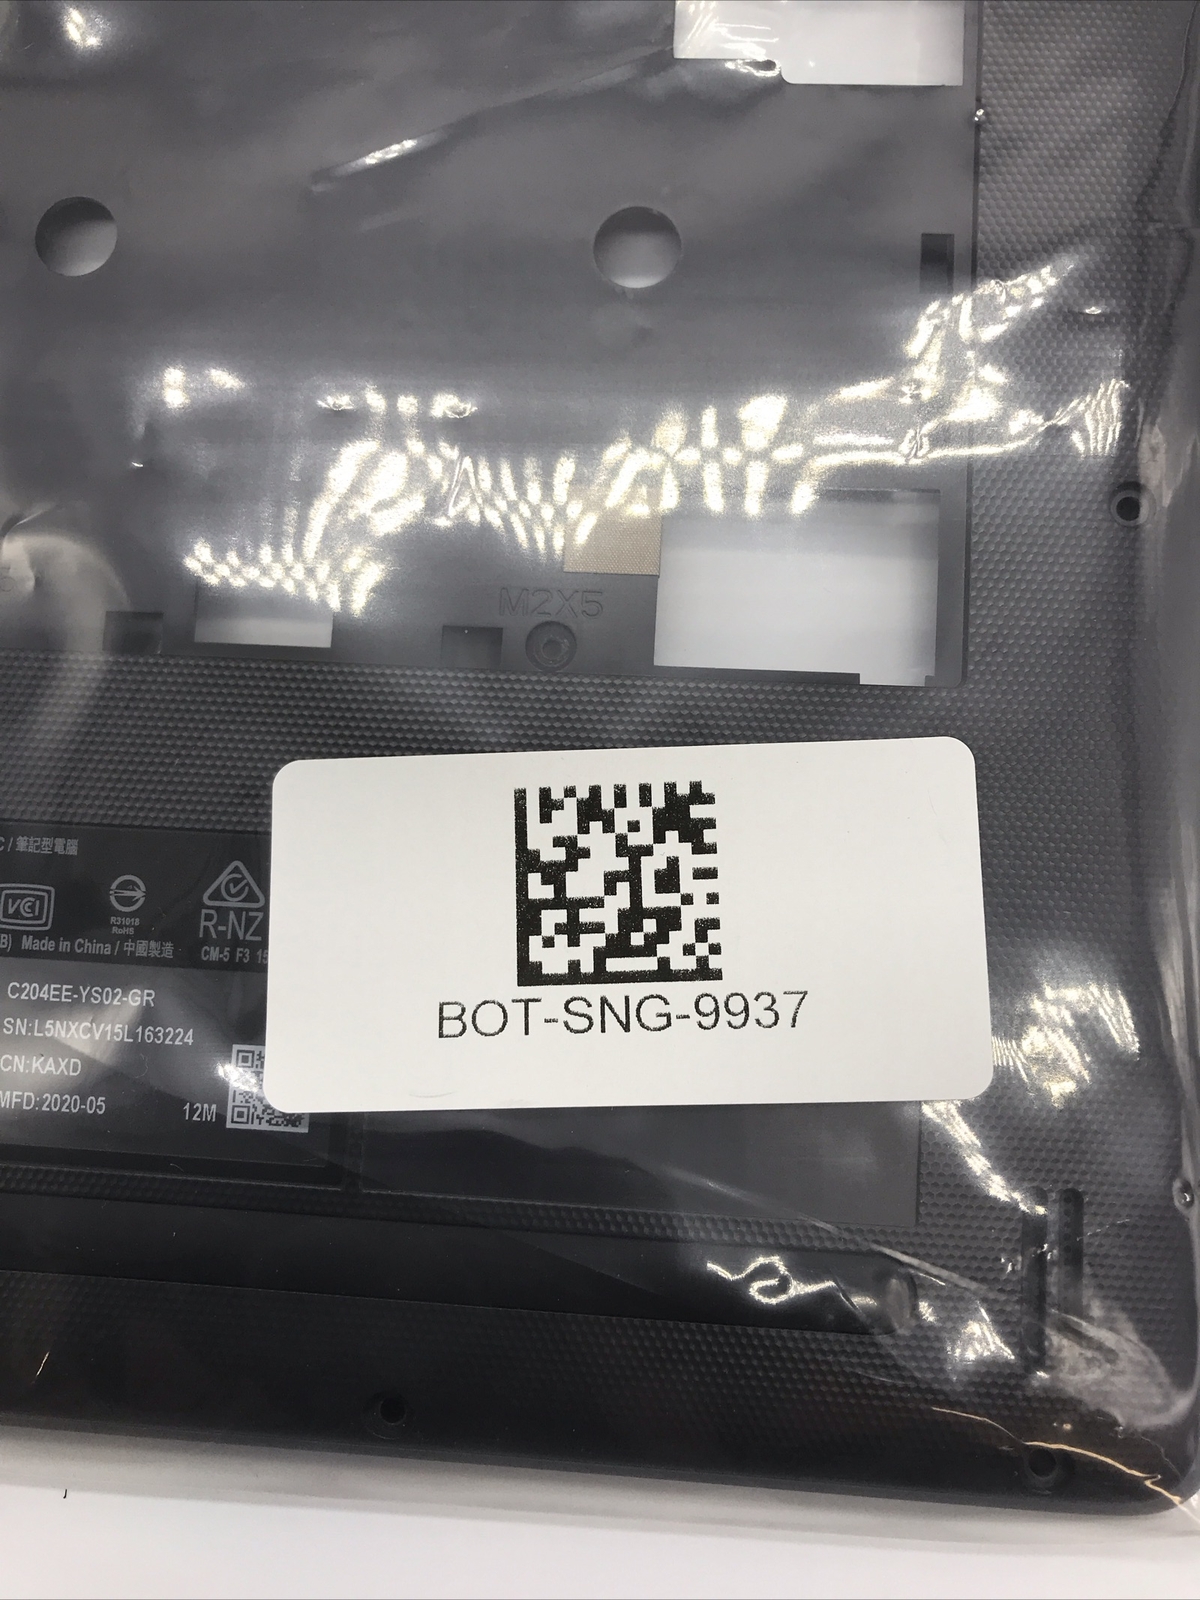 M2X5
C / 筆記型電腦
VCI
R31018
RoHS
R-NZ
B) Made in China / 中國製造
CM-5 F3 15
C204EE-YS02-GR
SN:L5NXCV15L163224
CN:KAXD
MFD:2020-05
12M
BOT-SNG-9937